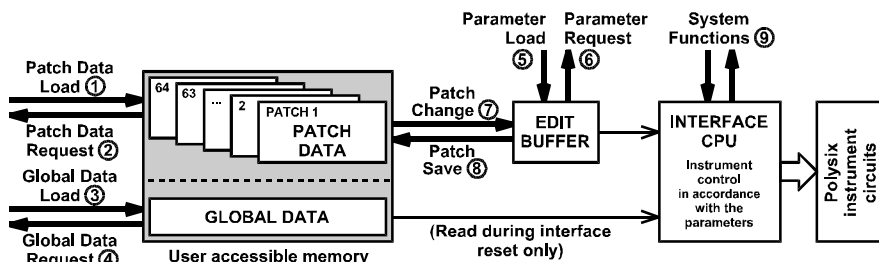 Patch Data
Load ①
Patch Data
Request ②
Global Data
Load ③
Global Data
Request ④
64
63
...
2
PATCH 1
PATCH
DATA
GLOBAL DATA
User accessible memory
Patch
Change ⑦
Patch
Save ⑧
Parameter
Load
⑤
Parameter
Request
⑥
EDIT
BUFFER
(Read during interface
reset only)
System
Functions ⑨
INTERFACE
CPU
Instrument
control
in accordance
with the
parameters
Polysix
instrument
circuits